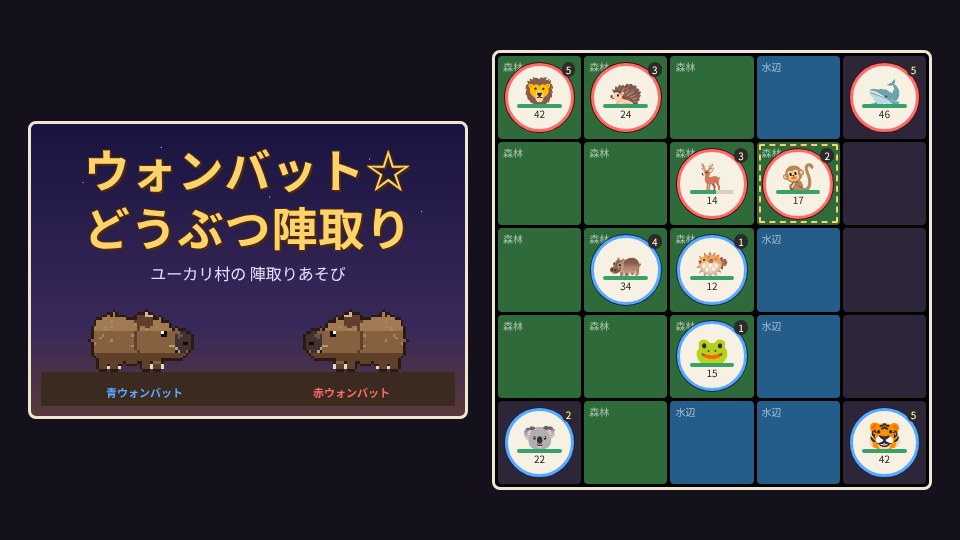 ウォンバット☆
どうぶつ陣取り
ユーカリ村の 陣取りあそび
青ウォンバット
赤ウォンバット
森林 5 森林 3 森林 水辺 5
42 24 46
森林 森林 森林 3 森林 2
14 17
森林 森林 4 森林 1 水辺
34 12
森林 森林 森林 1 水辺
15
2 森林 水辺 水辺 5
22 42